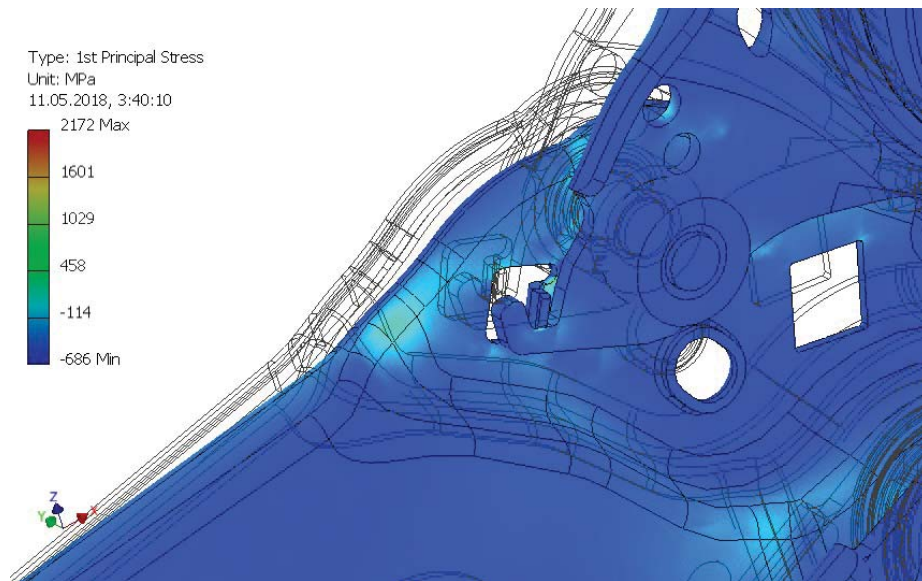 Type: 1st Principal Stress
Unit: MPa
11.05.2018, 3:40:10
2172 Max
1601
1029
458
-114
-686 Min
Z
Y
X